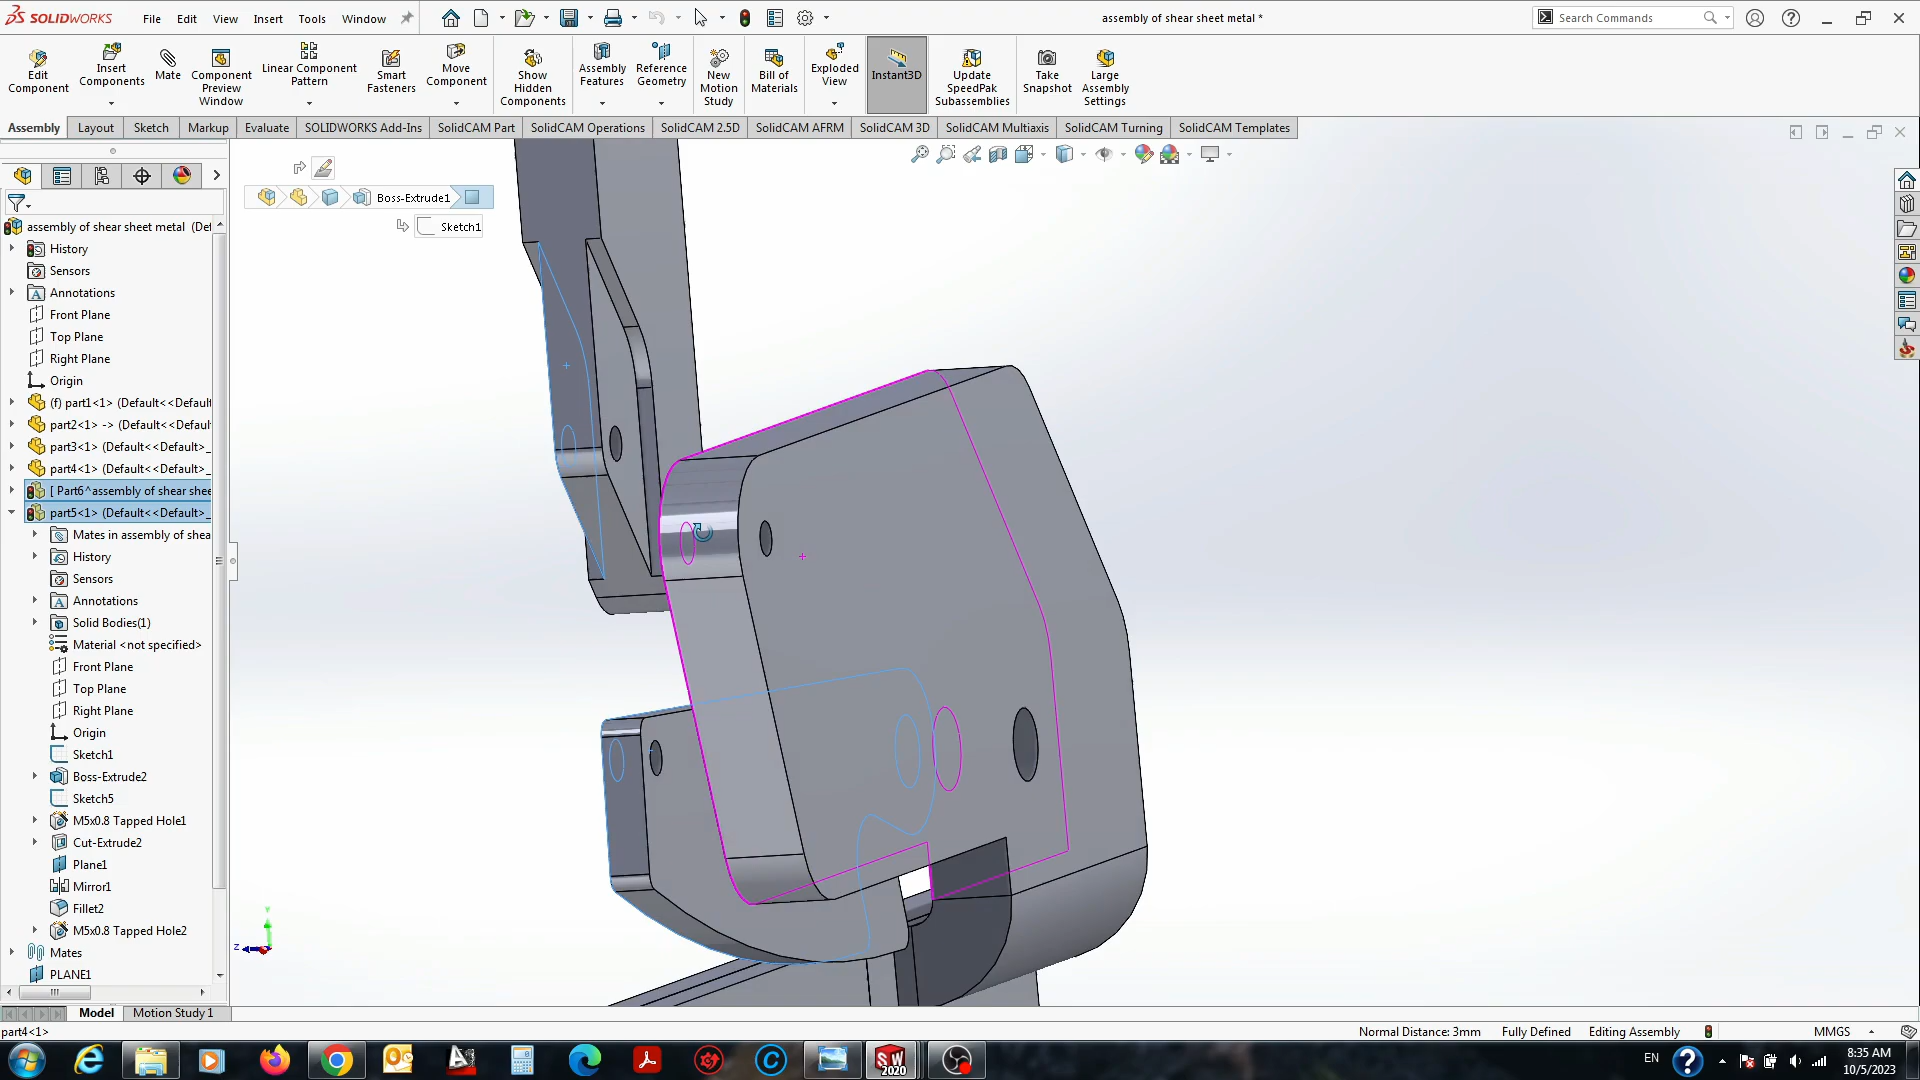 SOLIDWORKS File Edit View Insert Tools Window assembly of shear sheet metal * Search Commands
Edit Component
Insert Components
Mate
Component Preview Window
Linear Component Pattern
Smart Fasteners
Move Component
Show Hidden Components
Assembly Features
Reference Geometry
New Motion Study
Bill of Materials
Exploded View
Instant3D
Update SpeedPak Subassemblies
Take Snapshot
Large Assembly Settings
Assembly Layout Sketch Markup Evaluate SOLIDWORKS Add-Ins SolidCAM Part SolidCAM Operations SolidCAM 2.5D SolidCAM AFRM SolidCAM 3D SolidCAM Multiaxis SolidCAM Turning SolidCAM Templates
Boss-Extrude1
Sketch1
assembly of shear sheet metal (Def
History
Sensors
Annotations
Front Plane
Top Plane
Right Plane
Origin
(f) part1<1> (Default<<Default
part2<1> -> (Default<<Default
part3<1> (Default<<Default>_
part4<1> (Default<<Default>_
[ Part6^assembly of shear shee
part5<1> (Default<<Default>_
Mates in assembly of shea
History
Sensors
Annotations
Solid Bodies(1)
Material <not specified>
Front Plane
Top Plane
Right Plane
Origin
Sketch1
Boss-Extrude2
Sketch5
M5x0.8 Tapped Hole1
Cut-Extrude2
Plane1
Mirror1
Fillet2
M5x0.8 Tapped Hole2
Mates
PLANE1
Y
Z
Model Motion Study 1
part4<1> Normal Distance: 3mm Fully Defined Editing Assembly MMGS
SW 2020
EN
8:35 AM
10/5/2023